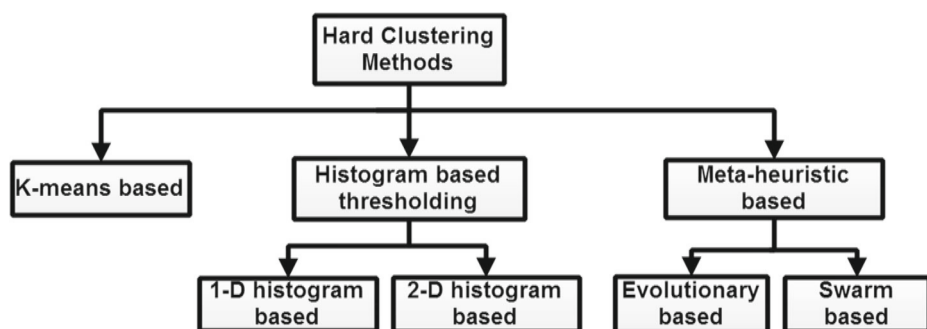 Hard Clustering
Methods
K-means based
Histogram based
thresholding
Meta-heuristic
based
1-D histogram
based
2-D histogram
based
Evolutionary
based
Swarm
based